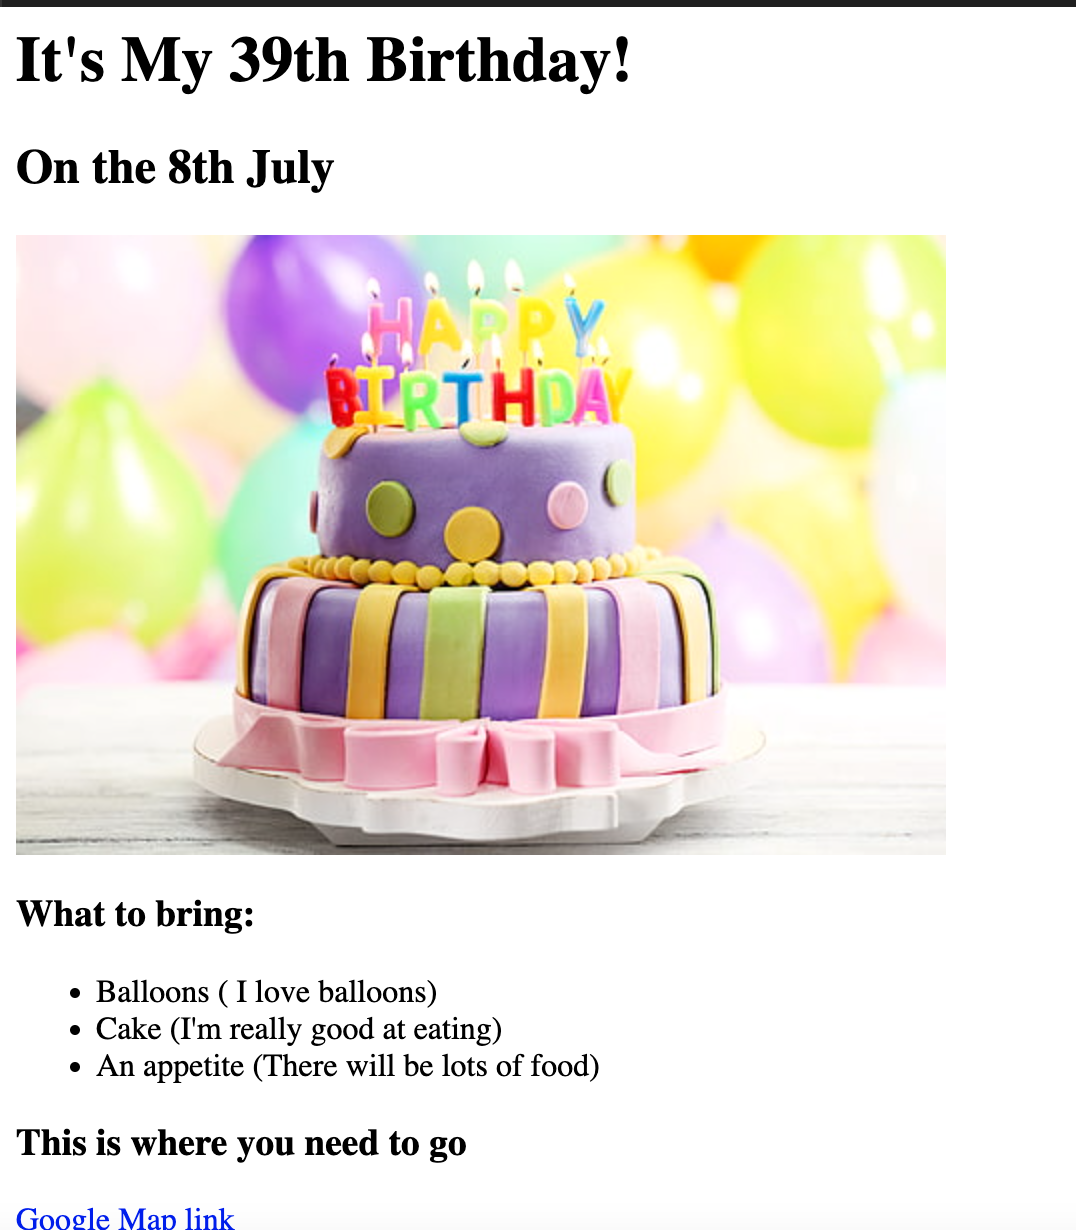 It's My 39th Birthday!
On the 8th July
HAPPY
BIRTHDAY
What to bring:
Balloons ( I love balloons)
Cake (I'm really good at eating)
An appetite (There will be lots of food)
This is where you need to go
Google Map link